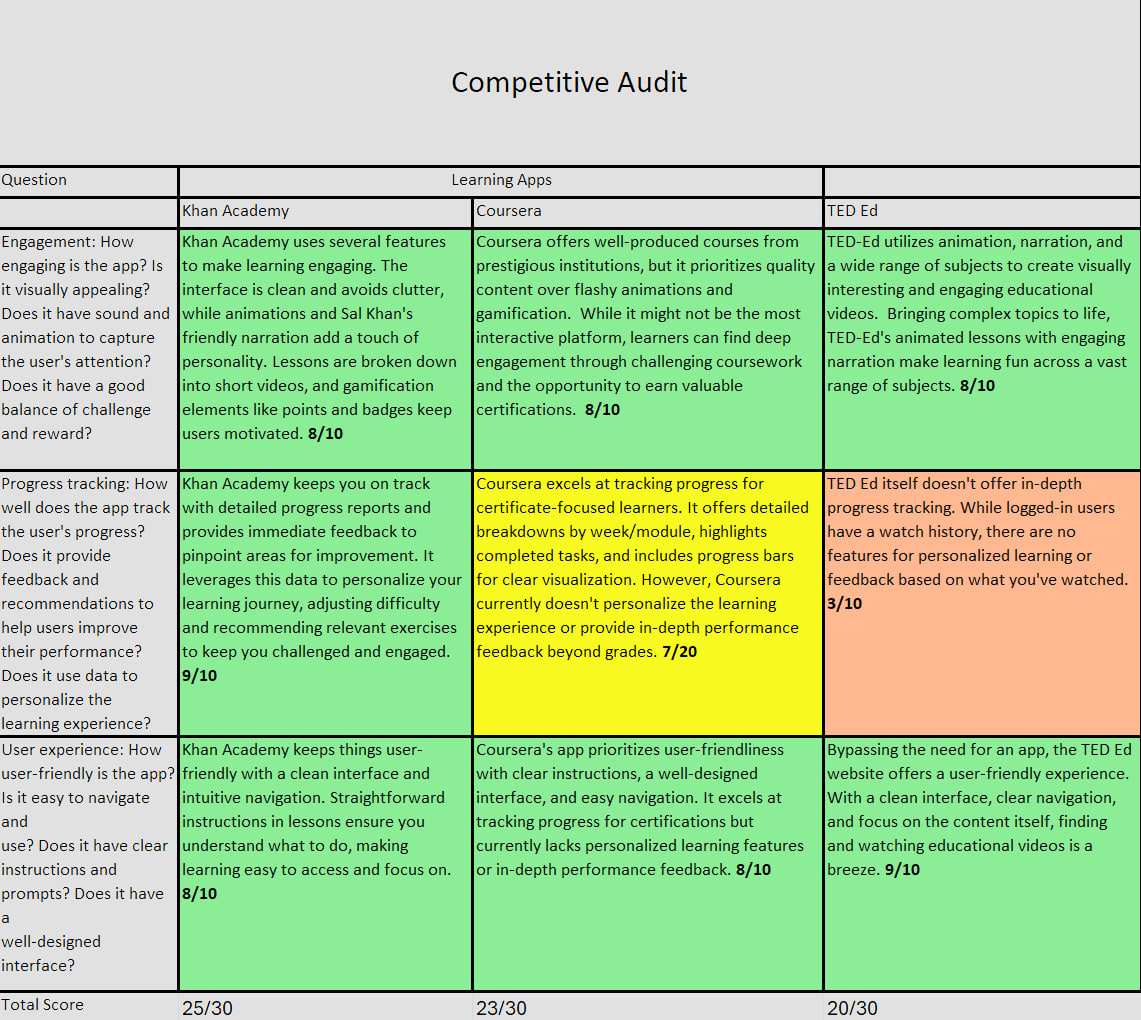 Competitive Audit
Question
Learning Apps
Khan Academy
Coursera
TED Ed
Engagement: How
engaging is the app? Is
it visually appealing?
Does it have sound and
animation to capture
the user's attention?
Does it have a good
balance of challenge
and reward?
Khan Academy uses several features
to make learning engaging. The
interface is clean and avoids clutter,
while animations and Sal Khan's
friendly narration add a touch of
personality. Lessons are broken down
into short videos, and gamification
elements like points and badges keep
users motivated. 8/10
Coursera offers well-produced courses from
prestigious institutions, but it prioritizes quality
content over flashy animations and
gamification.  While it might not be the most
interactive platform, learners can find deep
engagement through challenging coursework
and the opportunity to earn valuable
certifications.  8/10
TED-Ed utilizes animation, narration, and
a wide range of subjects to create visually
interesting and engaging educational
videos.  Bringing complex topics to life,
TED-Ed's animated lessons with engaging
narration make learning fun across a vast
range of subjects. 8/10
Progress tracking: How
well does the app track
the user's progress?
Does it provide
feedback and
recommendations to
help users improve
their performance?
Does it use data to
personalize the
learning experience?
Khan Academy keeps you on track
with detailed progress reports and
provides immediate feedback to
pinpoint areas for improvement. It
leverages this data to personalize your
learning journey, adjusting difficulty
and recommending relevant exercises
to keep you challenged and engaged.
9/10
Coursera excels at tracking progress for
certificate-focused learners. It offers detailed
breakdowns by week/module, highlights
completed tasks, and includes progress bars
for clear visualization. However, Coursera
currently doesn't personalize the learning
experience or provide in-depth performance
feedback beyond grades. 7/20
TED Ed itself doesn't offer in-depth
progress tracking. While logged-in users
have a watch history, there are no
features for personalized learning or
feedback based on what you've watched.
3/10
User experience: How
user-friendly is the app?
Is it easy to navigate
and
use? Does it have clear
instructions and
prompts? Does it have
a
well-designed
interface?
Khan Academy keeps things user-
friendly with a clean interface and
intuitive navigation. Straightforward
instructions in lessons ensure you
understand what to do, making
learning easy to access and focus on.
8/10
Coursera's app prioritizes user-friendliness
with clear instructions, a well-designed
interface, and easy navigation. It excels at
tracking progress for certifications but
currently lacks personalized learning features
or in-depth performance feedback. 8/10
Bypassing the need for an app, the TED Ed
website offers a user-friendly experience.
With a clean interface, clear navigation,
and focus on the content itself, finding
and watching educational videos is a
breeze. 9/10
Total Score
25/30
23/30
20/30